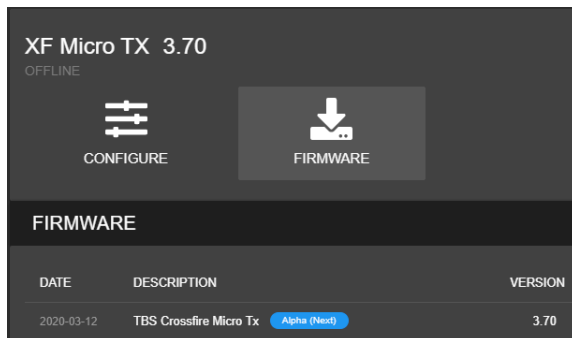 XF Micro TX 3.70
OFFLINE
CONFIGURE FIRMWARE
FIRMWARE
DATE DESCRIPTION VERSION
2020-03-12 TBS Crossfire Micro Tx Alpha (Next) 3.70